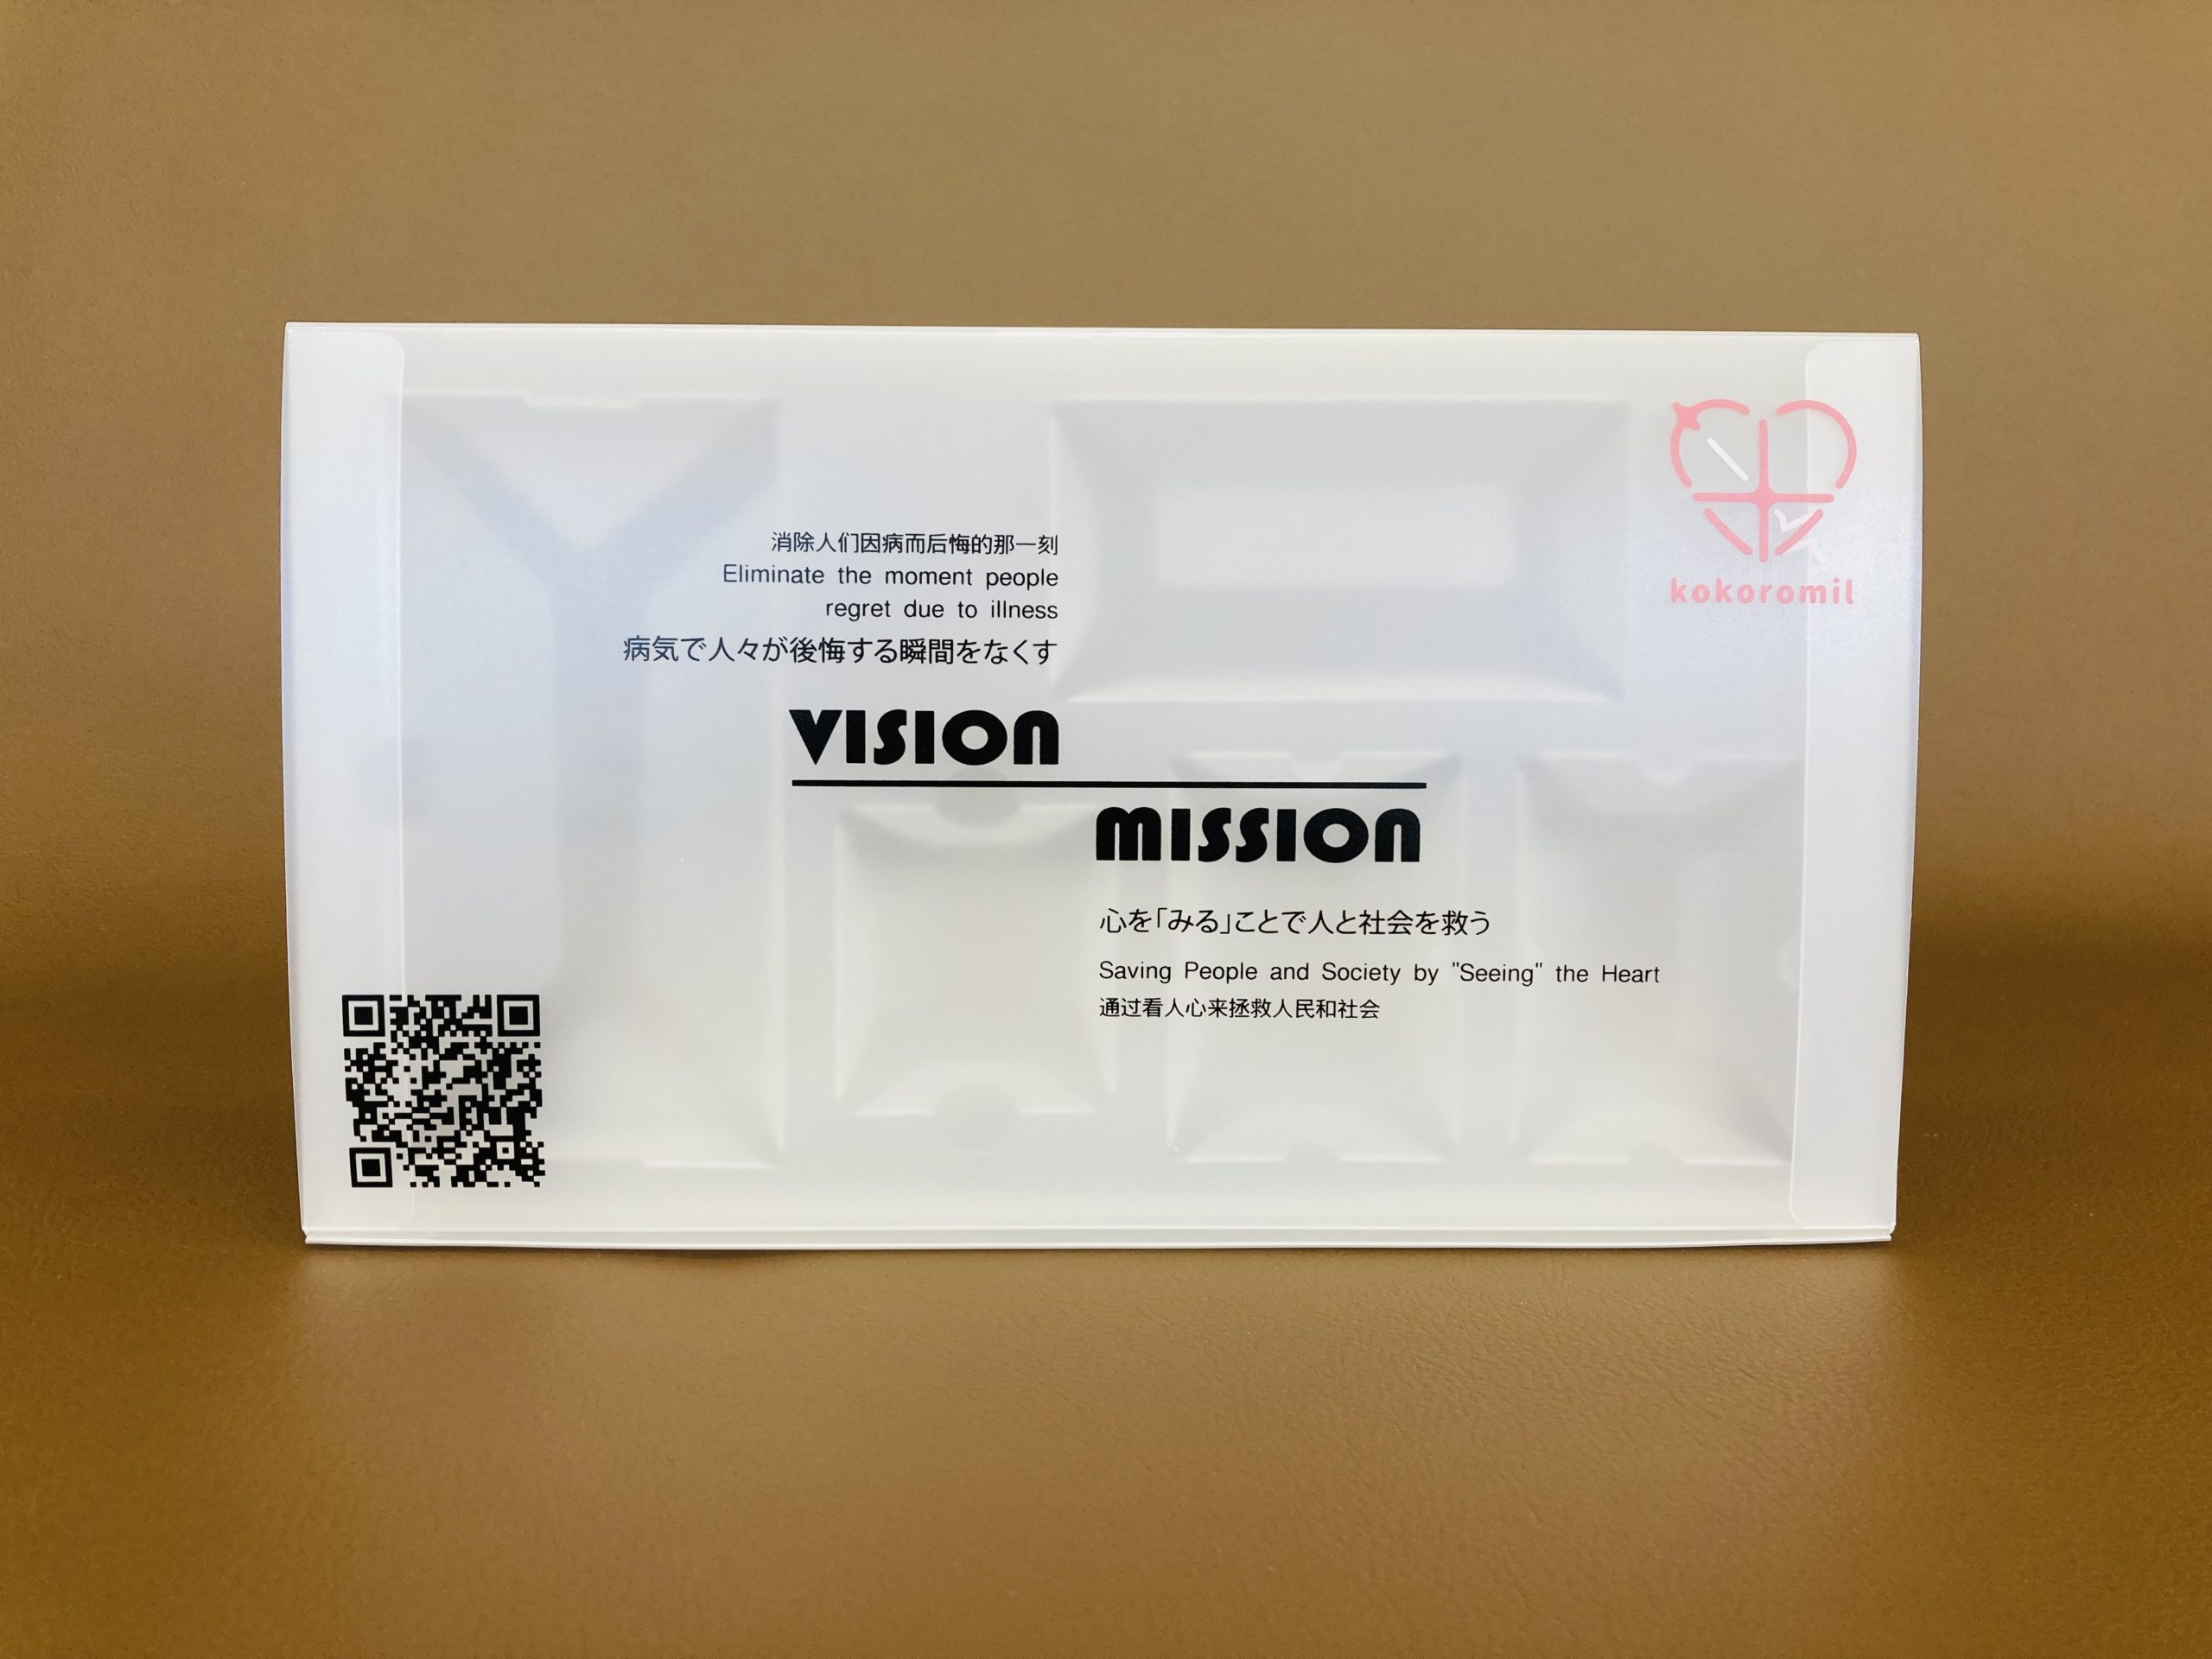 消除人们因病而后悔的那一刻
Eliminate the moment people
regret due to illness
病気で人々が後悔する瞬間をなくす
VISION
MISSION
心を「みる」ことで人と社会を救う
Saving People and Society by "Seeing" the Heart
通过看人心来拯救人民和社会
kokoromil